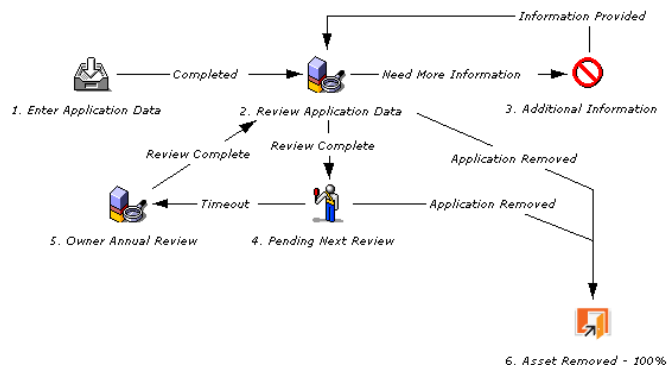 Information Provided
Completed
Need More Information
1. Enter Application Data
2. Review Application Data
3. Additional Information
Review Complete
Review Complete
Application Removed
Timeout
Application Removed
5. Owner Annual Review
4. Pending Next Review
6. Asset Removed - 100%